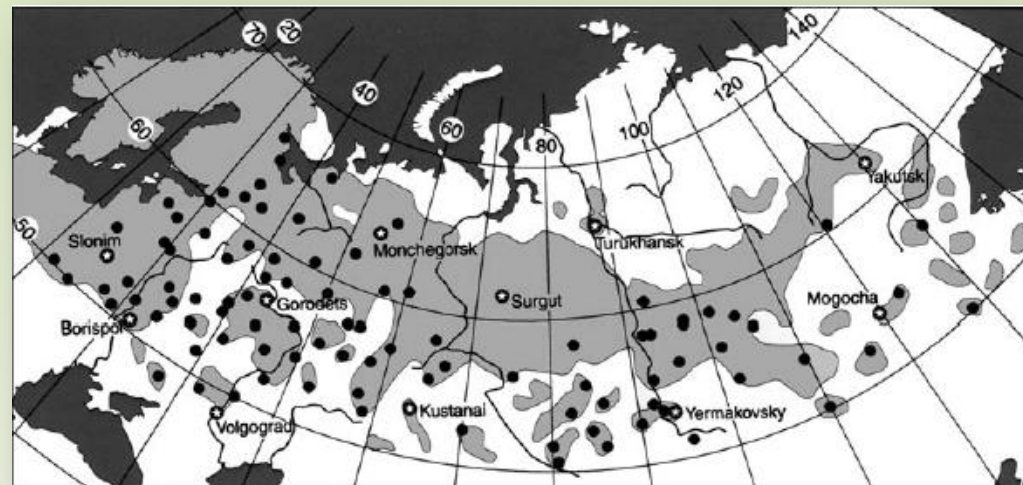 70
20
140
40
120
60
60
100
80
Yakutsk
50
Slonim
Monchegorsk
Turukhansk
Surgut
Mogocha
Gorodets
Borispol
Kustanai
Yermakovsky
Volgograd